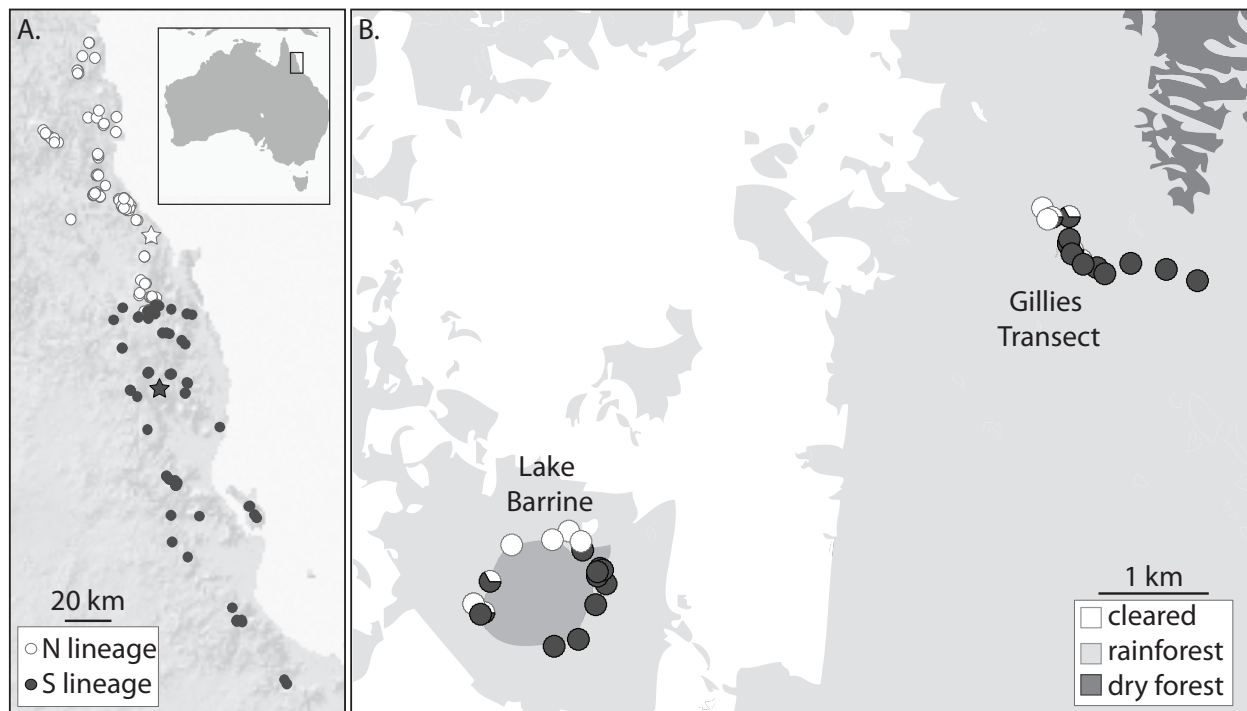 A.
20 km
N lineage
S lineage
B.
Gillies
Transect
Lake
Barrine
1 km
cleared
rainforest
dry forest